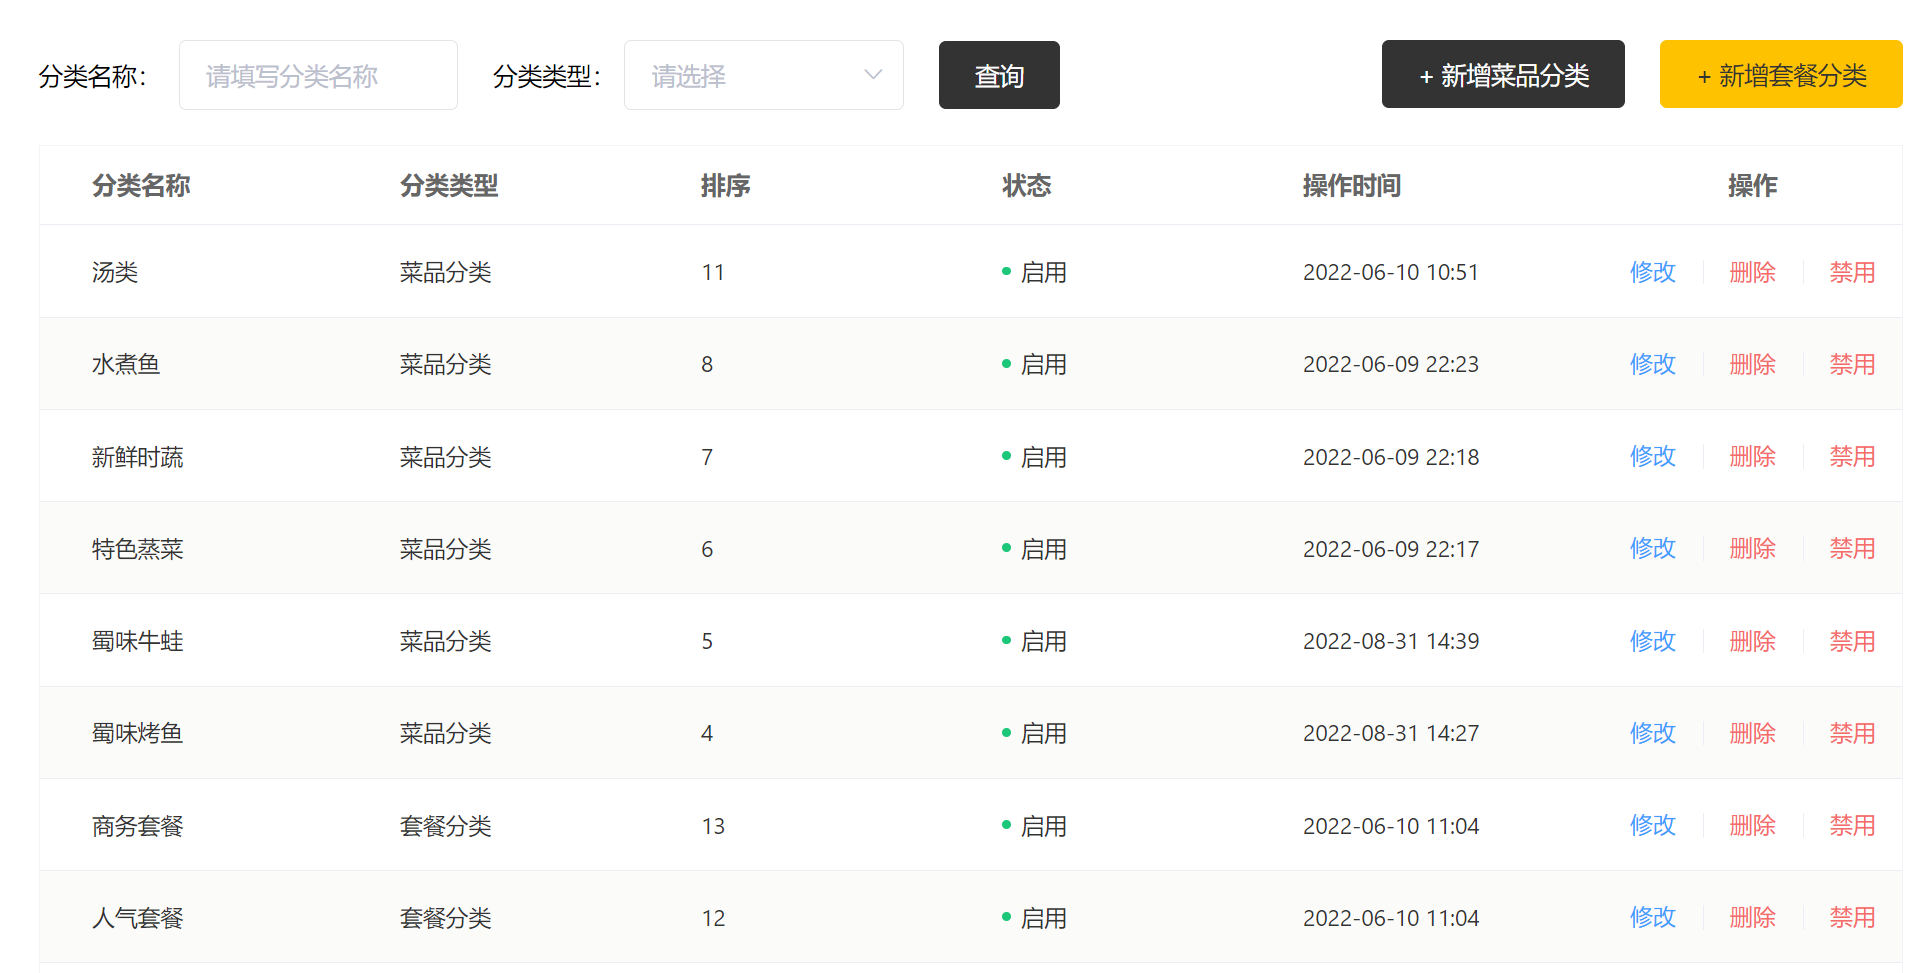 分类名称： 请填写分类名称 分类类型： 请选择 查询 + 新增菜品分类 + 新增套餐分类
分类名称 分类类型 排序 状态 操作时间 操作
汤类 菜品分类 11 启用 2022-06-10 10:51 修改 删除 禁用
水煮鱼 菜品分类 8 启用 2022-06-09 22:23 修改 删除 禁用
新鲜时蔬 菜品分类 7 启用 2022-06-09 22:18 修改 删除 禁用
特色蒸菜 菜品分类 6 启用 2022-06-09 22:17 修改 删除 禁用
蜀味牛蛙 菜品分类 5 启用 2022-08-31 14:39 修改 删除 禁用
蜀味烤鱼 菜品分类 4 启用 2022-08-31 14:27 修改 删除 禁用
商务套餐 套餐分类 13 启用 2022-06-10 11:04 修改 删除 禁用
人气套餐 套餐分类 12 启用 2022-06-10 11:04 修改 删除 禁用